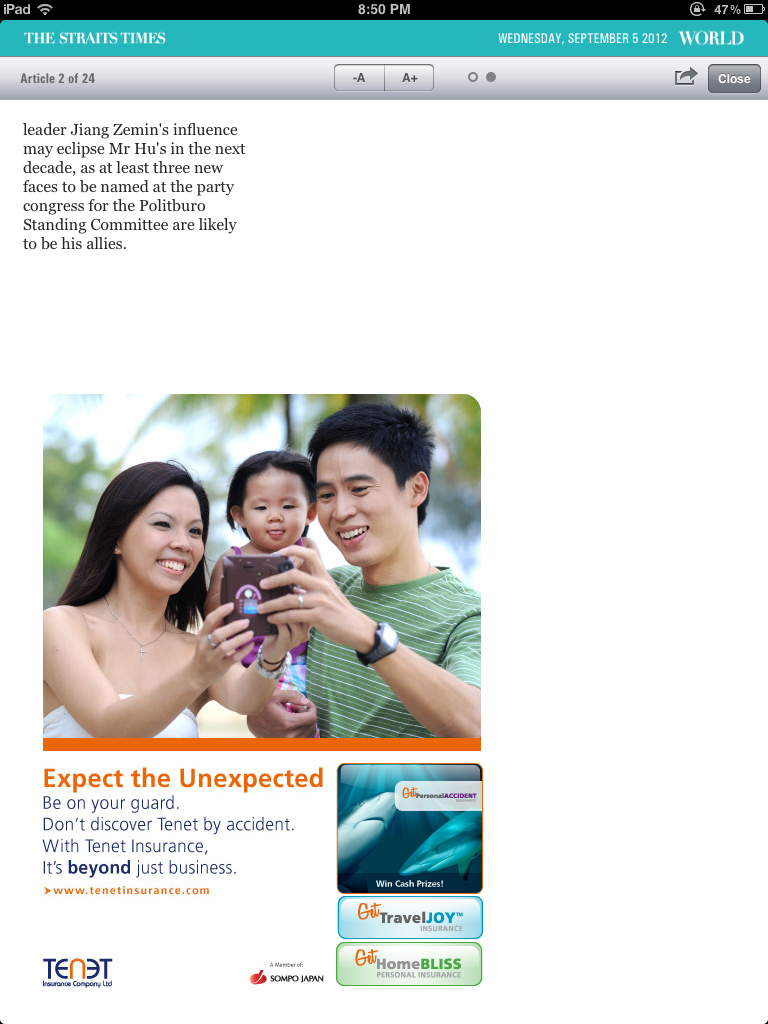 iPad 8:50 PM 47%
THE STRAITS TIMES WEDNESDAY, SEPTEMBER 5 2012 WORLD
Article 2 of 24 -A A+ Close
leader Jiang Zemin's influence
may eclipse Mr Hu's in the next
decade, as at least three new
faces to be named at the party
congress for the Politburo
Standing Committee are likely
to be his allies.
Expect the Unexpected
Be on your guard.
Don't discover Tenet by accident.
With Tenet Insurance,
It's beyond just business.
www.tenetinsurance.com
Get PersonalACCIDENT
INSURANCE
Win Cash Prizes!
Get TravelJOY™
INSURANCE
Get HomeBLISS
PERSONAL INSURANCE
TENET
Insurance Company Ltd
A Member of:
SOMPO JAPAN